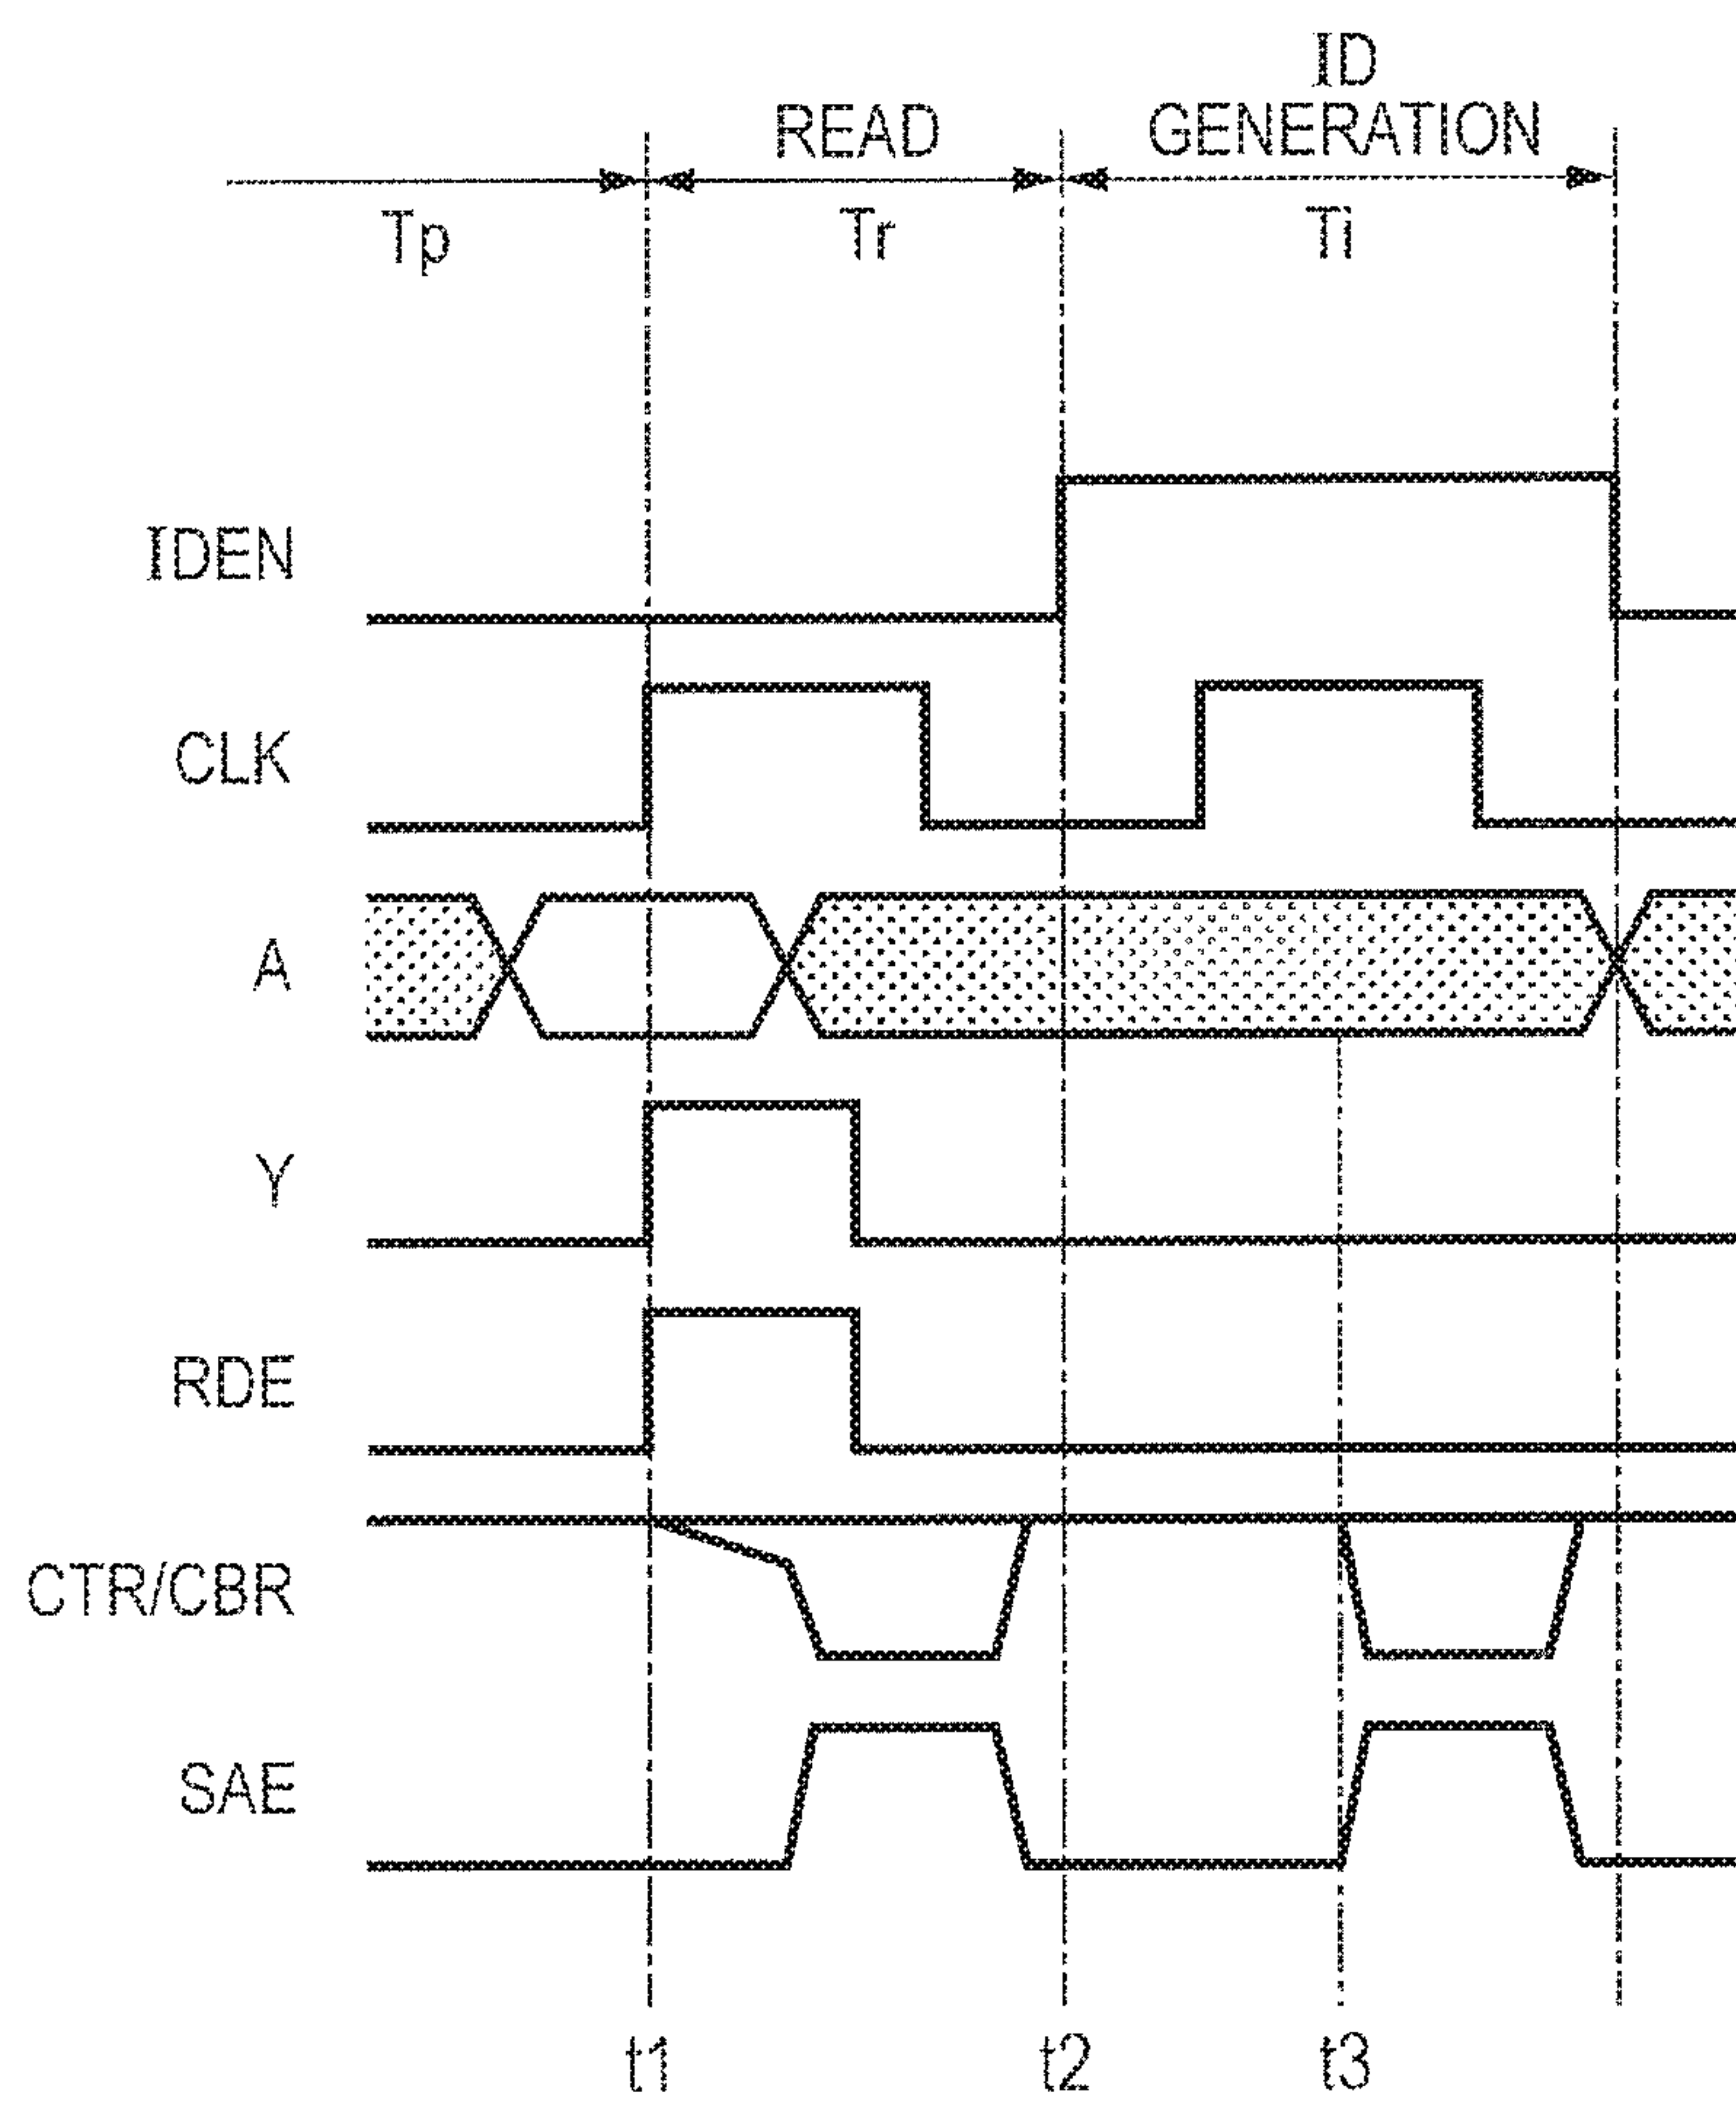 ID
READ GENERATION
Tp Tr Ti
IDEN
CLK
A
Y
RDE
CTR/CBR
SAE
t1 t2 t3